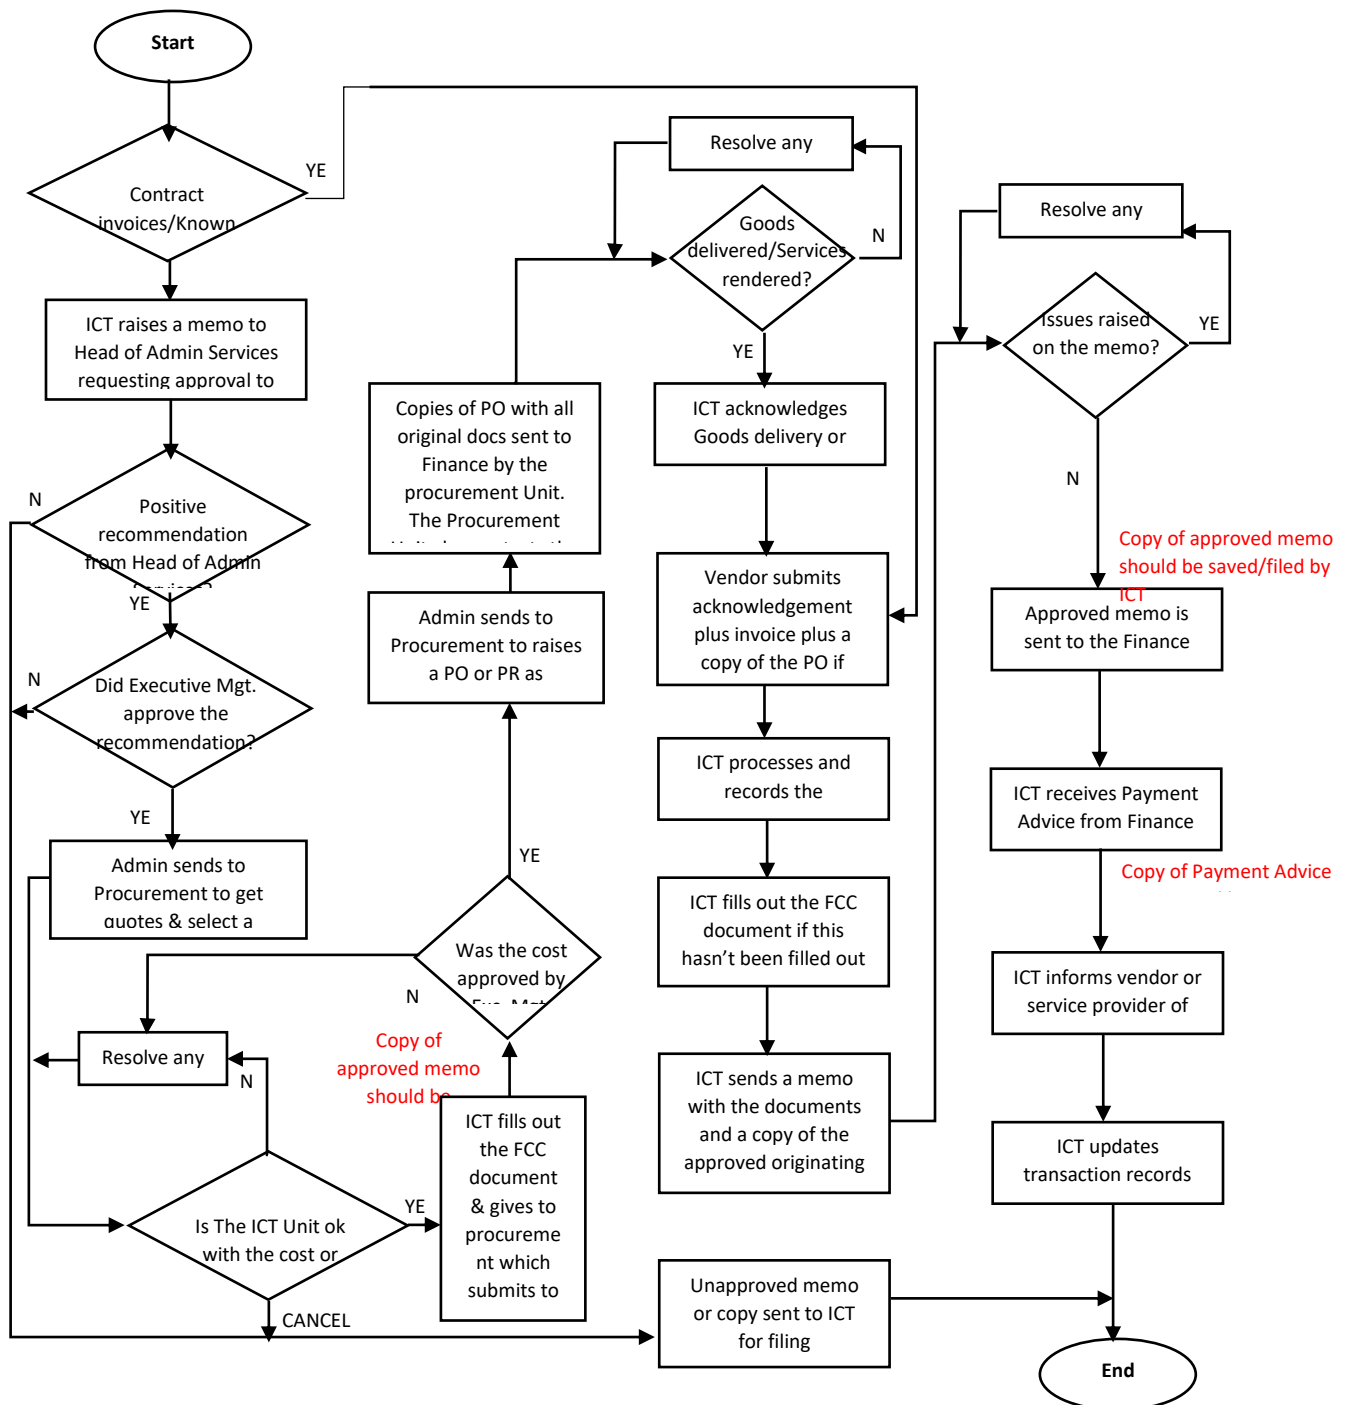 Start
YE
Contract
invoices/Known
ICT raises a memo to
Head of Admin Services
requesting approval to
N
Positive
recommendation
from Head of Admin
YE
N
Did Executive Mgt.
approve the
recommendation?
YE
Admin sends to
Procurement to get
quotes & select a
Resolve any
N
Is The ICT Unit ok
with the cost or
YE
CANCEL
Copies of PO with all
original docs sent to
Finance by the
procurement Unit.
The Procurement
Admin sends to
Procurement to raises
a PO or PR as
YE
Was the cost
approved by
Exe. Mgt
N
Copy of
approved memo
should be
ICT fills out
the FCC
document
& gives to
procureme
nt which
submits to
Resolve any
Goods
delivered/Services
rendered?
N
YE
ICT acknowledges
Goods delivery or
Vendor submits
acknowledgement
plus invoice plus a
copy of the PO if
ICT processes and
records the
ICT fills out the FCC
document if this
hasn’t been filled out
ICT sends a memo
with the documents
and a copy of the
approved originating
Unapproved memo
or copy sent to ICT
for filing
Resolve any
Issues raised
on the memo?
YE
N
Copy of approved memo
should be saved/filed by
ICT
Approved memo is
sent to the Finance
ICT receives Payment
Advice from Finance
Copy of Payment Advice
ICT informs vendor or
service provider of
ICT updates
transaction records
End